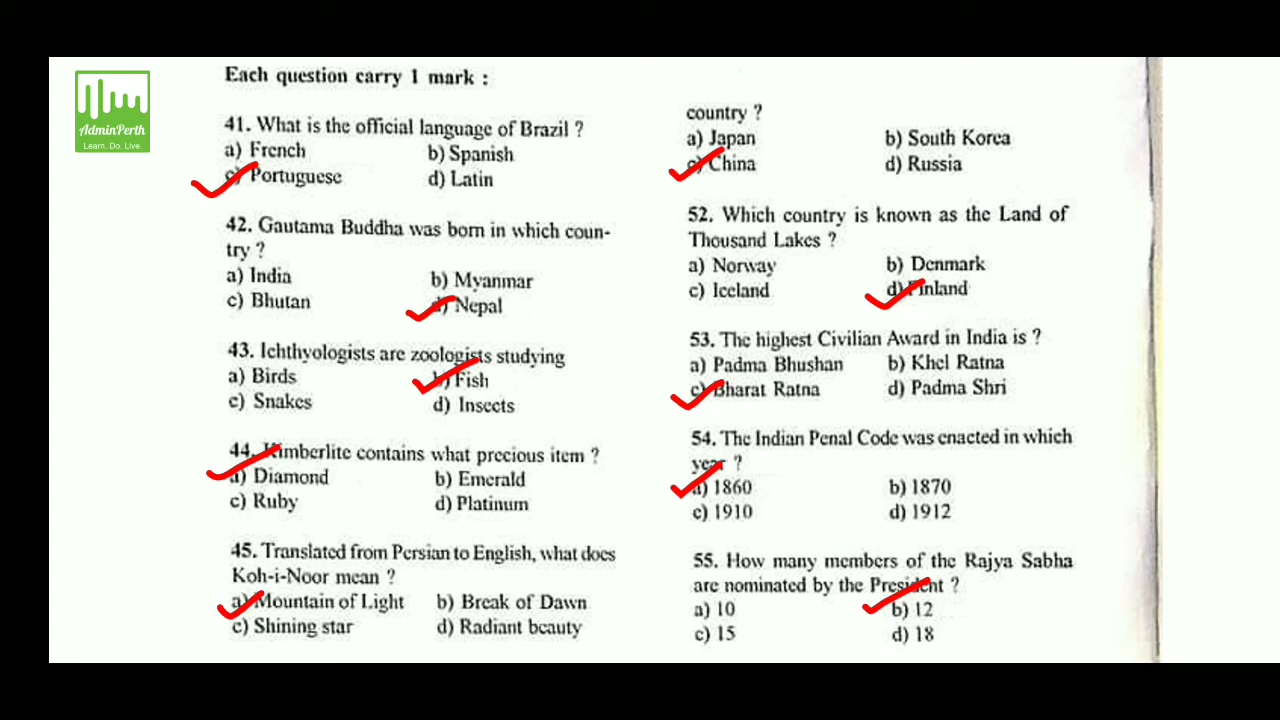 AdminPerth
Learn. Do. Live.
Each question carry 1 mark :
41. What is the official language of Brazil ?
a) French b) Spanish
c) Portuguese d) Latin
42. Gautama Buddha was born in which coun-
try ?
a) India b) Myanmar
c) Bhutan d) Nepal
43. Ichthyologists are zoologists studying
a) Birds b) Fish
c) Snakes d) Insects
44. Kimberlite contains what precious item ?
a) Diamond b) Emerald
c) Ruby d) Platinum
45. Translated from Persian to English, what does
Koh-i-Noor mean ?
a) Mountain of Light b) Break of Dawn
c) Shining star d) Radiant beauty
country ?
a) Japan b) South Korea
c) China d) Russia
52. Which country is known as the Land of
Thousand Lakes ?
a) Norway b) Denmark
c) Iceland d) Finland
53. The highest Civilian Award in India is ?
a) Padma Bhushan b) Khel Ratna
c) Bharat Ratna d) Padma Shri
54. The Indian Penal Code was enacted in which
year ?
a) 1860 b) 1870
c) 1910 d) 1912
55. How many members of the Rajya Sabha
are nominated by the President ?
a) 10 b) 12
c) 15 d) 18